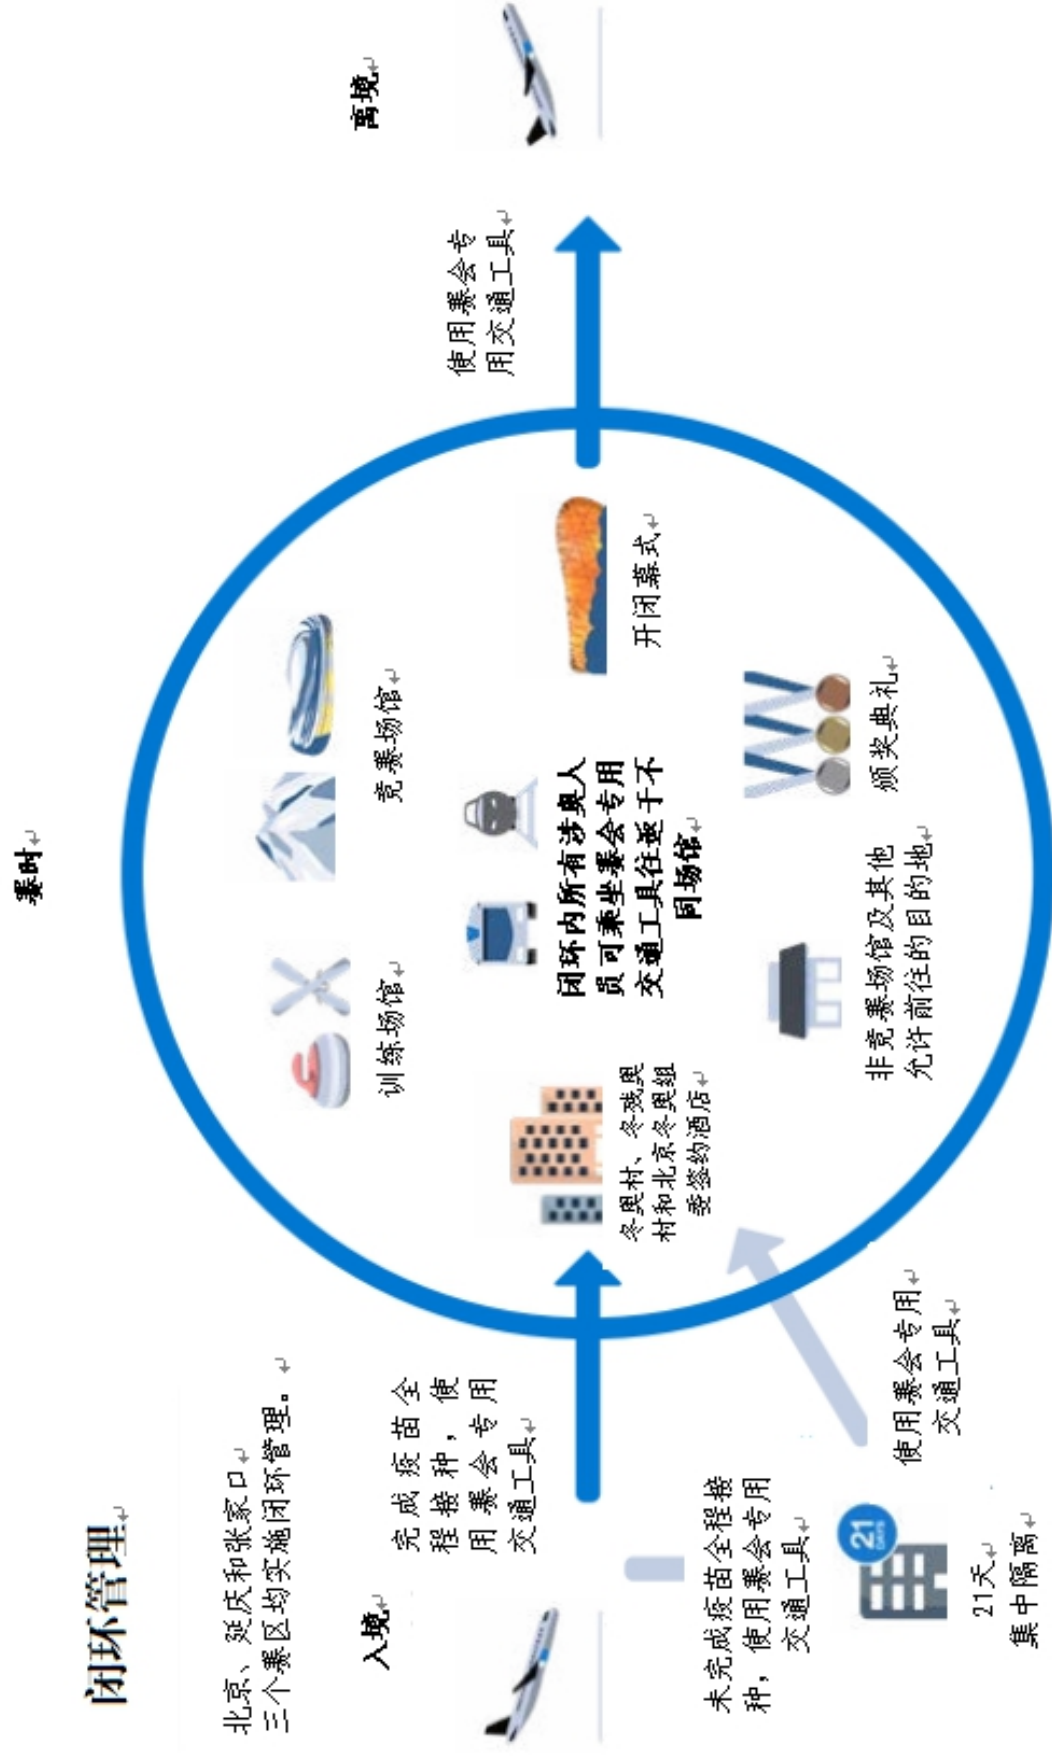 闭环管理
北京、延庆和张家口
三个赛区均实施闭环管理。
赛时
入境
完成疫苗全
程接种，使
用赛会专用
交通工具
未完成疫苗全程接
种，使用赛会专用
交通工具
21
DAYS
21天
集中隔离
使用赛会专用
交通工具
训练场馆
竞赛场馆
冬奥村、冬残奥
村和北京冬奥组
委签约酒店
闭环内所有涉奥人
员可乘坐赛会专用
交通工具往返于不
同场馆
开闭幕式
非竞赛场馆及其他
允许前往的目的地
颁奖典礼
使用赛会专
用交通工具
离境